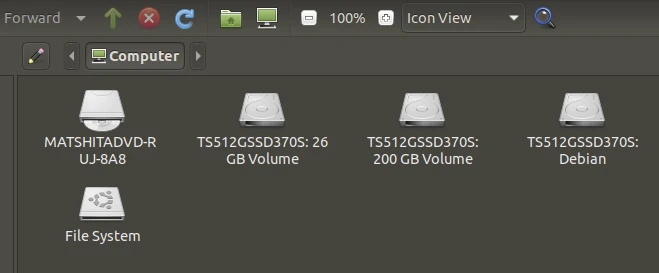 Forward 100% Icon View
Computer
MATSHITADVD-R
UJ-8A8
TS512GSSD370S: 26
GB Volume
TS512GSSD370S:
200 GB Volume
TS512GSSD370S:
Debian
File System